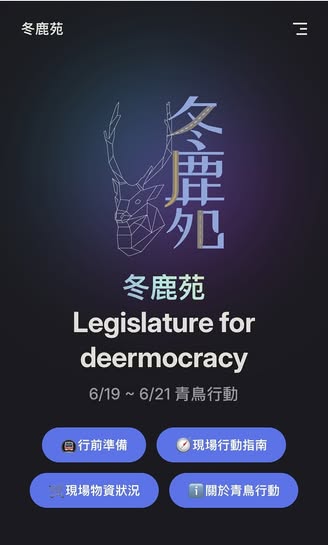 冬鹿苑
冬鹿苑
冬鹿苑
Legislature for
deermocracy
6/19 ~ 6/21 青鳥行動
行前準備
現場行動指南
現場物資狀況
關於青鳥行動